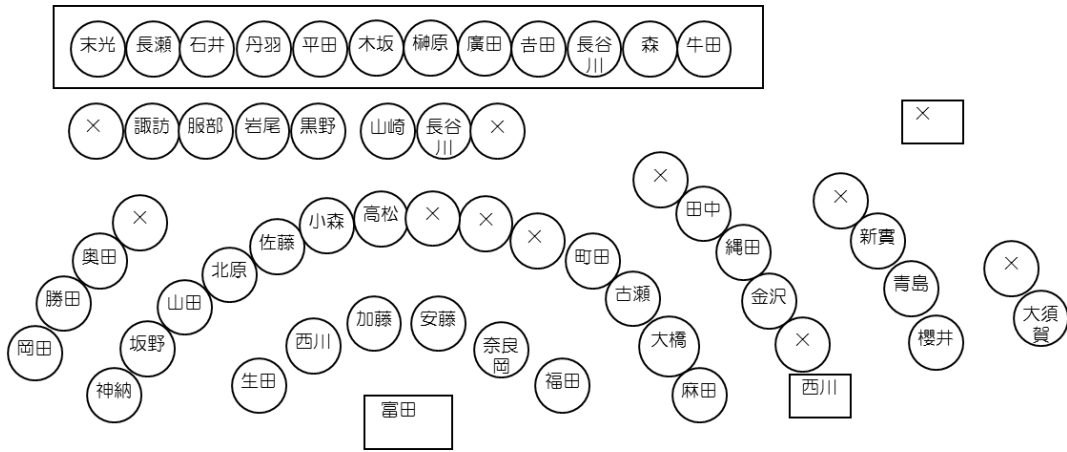 末光 長瀬 石井 丹羽 平田 木坂 榊原 廣田 𠮷田 長谷川 森 牛田
× 諏訪 服部 岩尾 黒野 山崎 長谷川 ×
×
× 奥田 勝田 岡田
神納 坂野 山田 北原 佐藤 小森 高松 × × × 町田 古瀬 大橋 麻田
× 田中 縄田 金沢 ×
× 新實 青島 櫻井
× 大須賀
生田 西川 加藤 安藤 奈良岡 福田
西川
富田